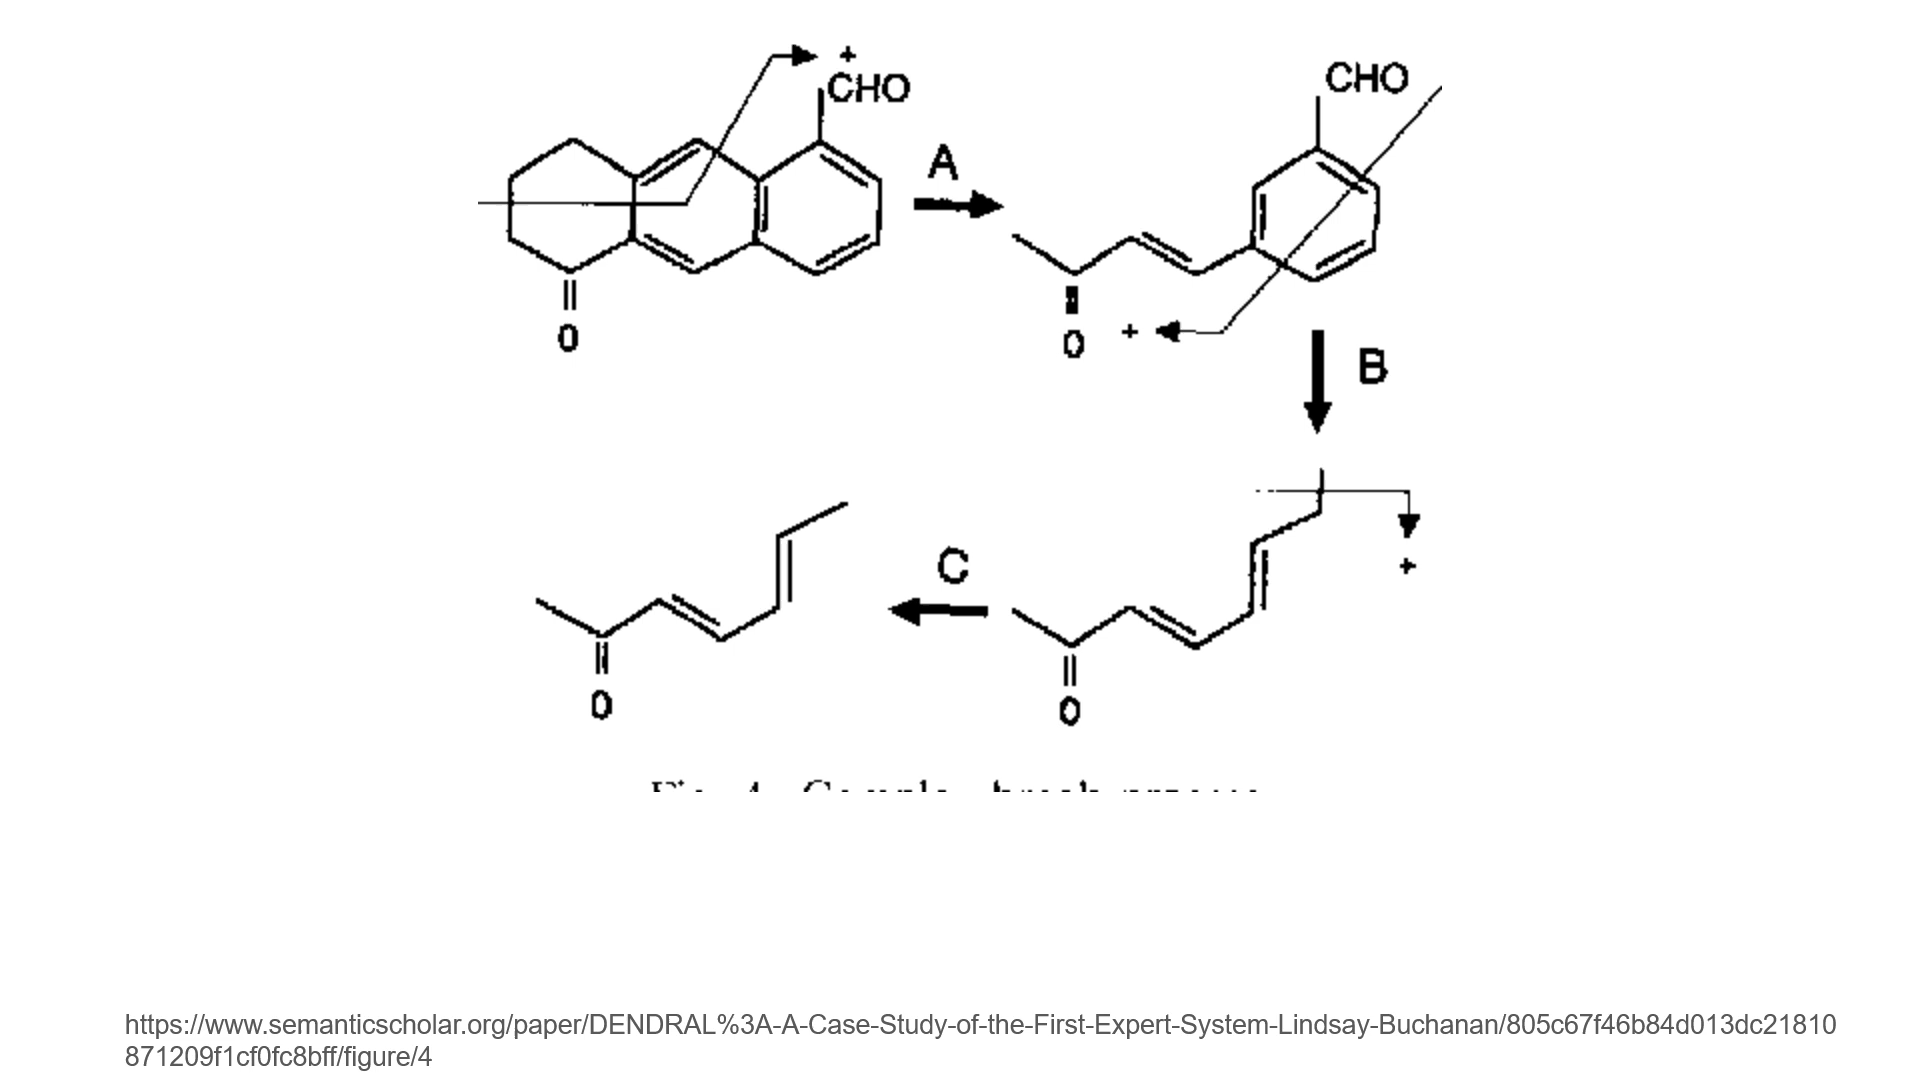 +
CHO
CHO
A
O
O
+
B
C
+
O
O
https://www.semanticscholar.org/paper/DENDRAL%3A-A-Case-Study-of-the-First-Expert-System-Lindsay-Buchanan/805c67f46b84d013dc21810
871209f1cf0fc8bff/figure/4